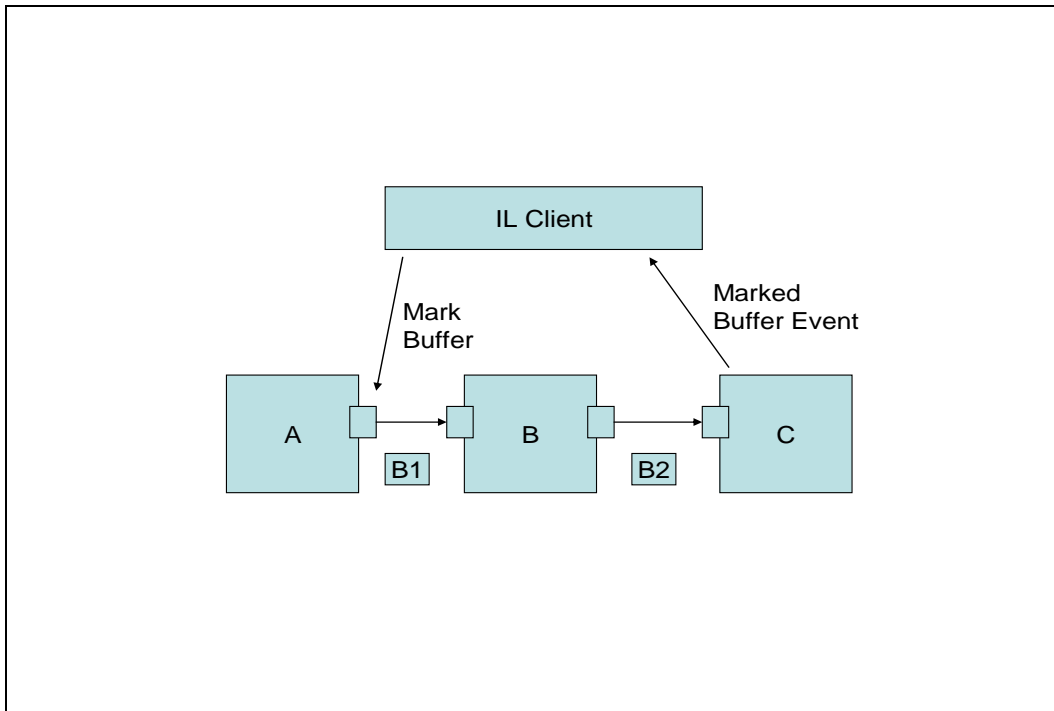 IL Client
Mark
Buffer
Marked
Buffer Event
A
B
C
B1
B2